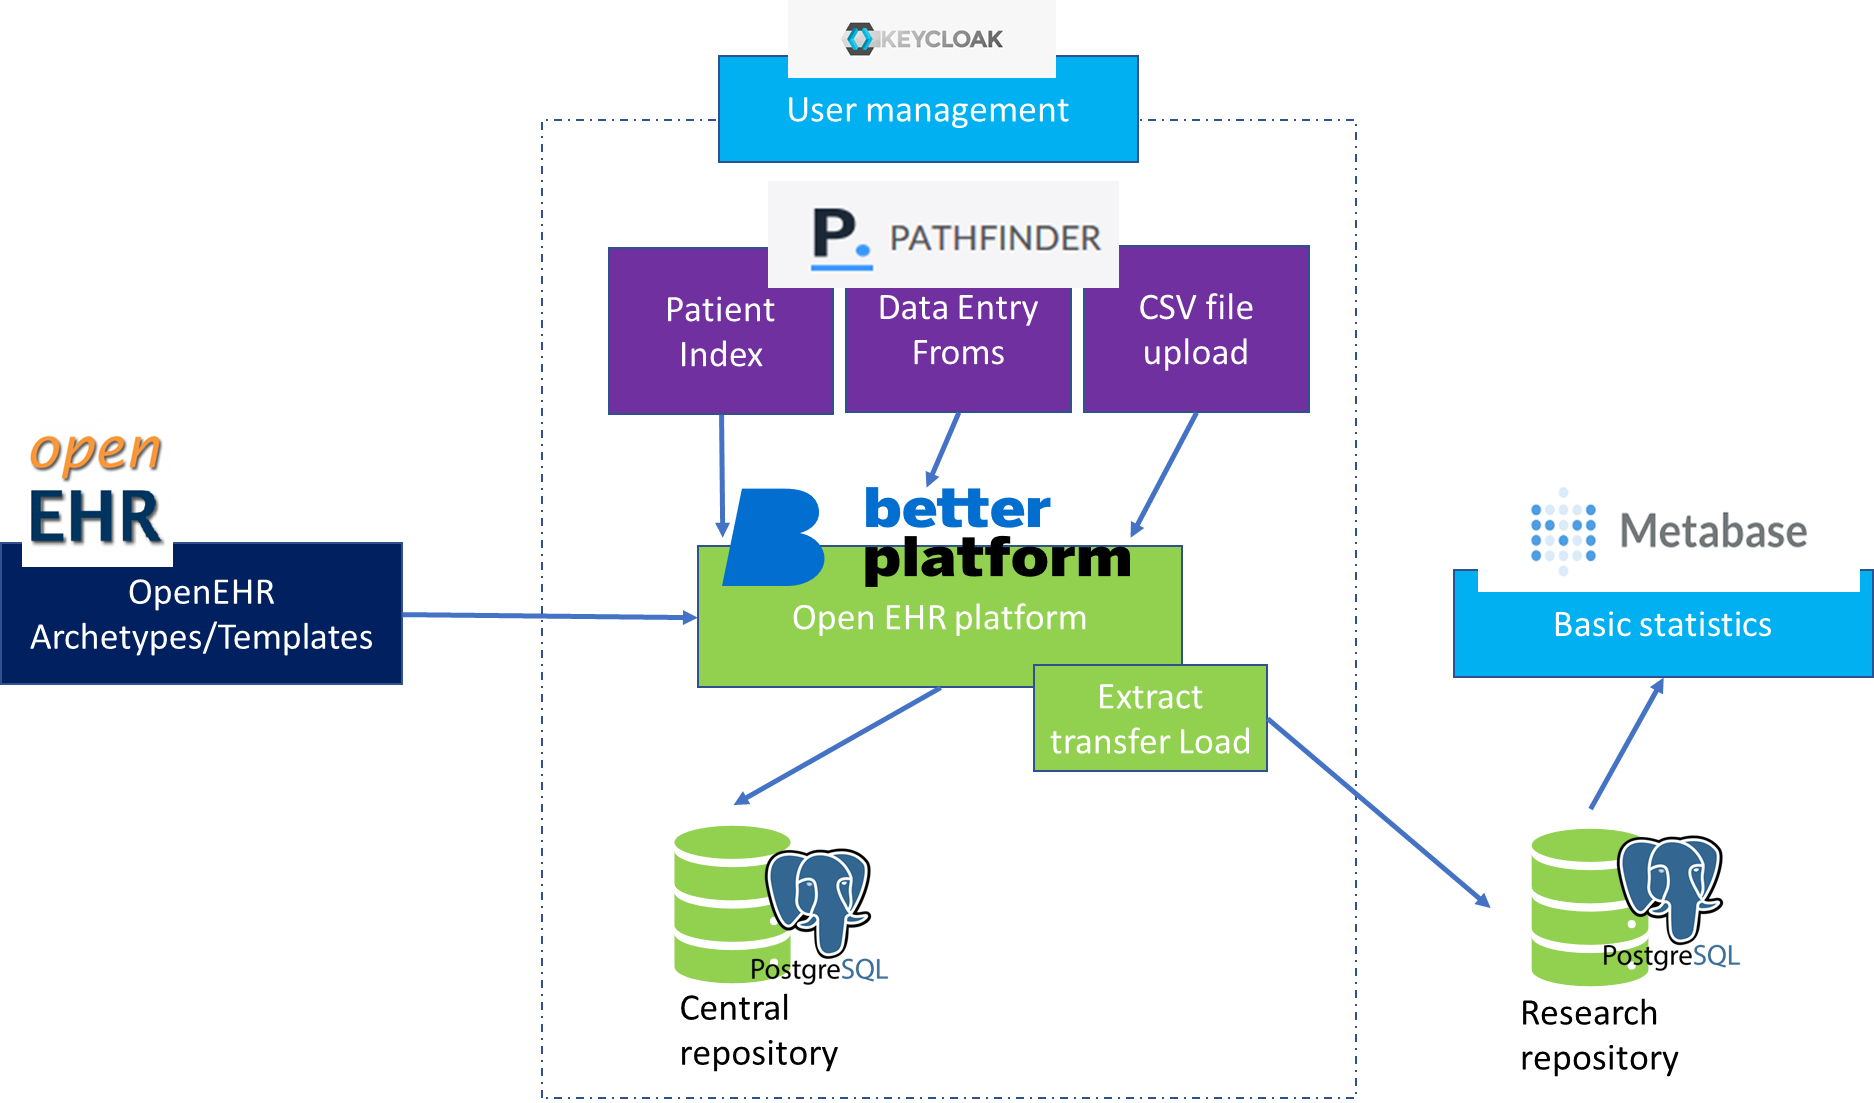 KEYCLOAK
User management
P. PATHFINDER
Patient
Index
Data Entry
Froms
CSV file
upload
open
EHR
OpenEHR
Archetypes/Templates
B better
platform
Open EHR platform
Extract
transfer Load
Metabase
Basic statistics
PostgreSQL
Central
repository
PostgreSQL
Research
repository